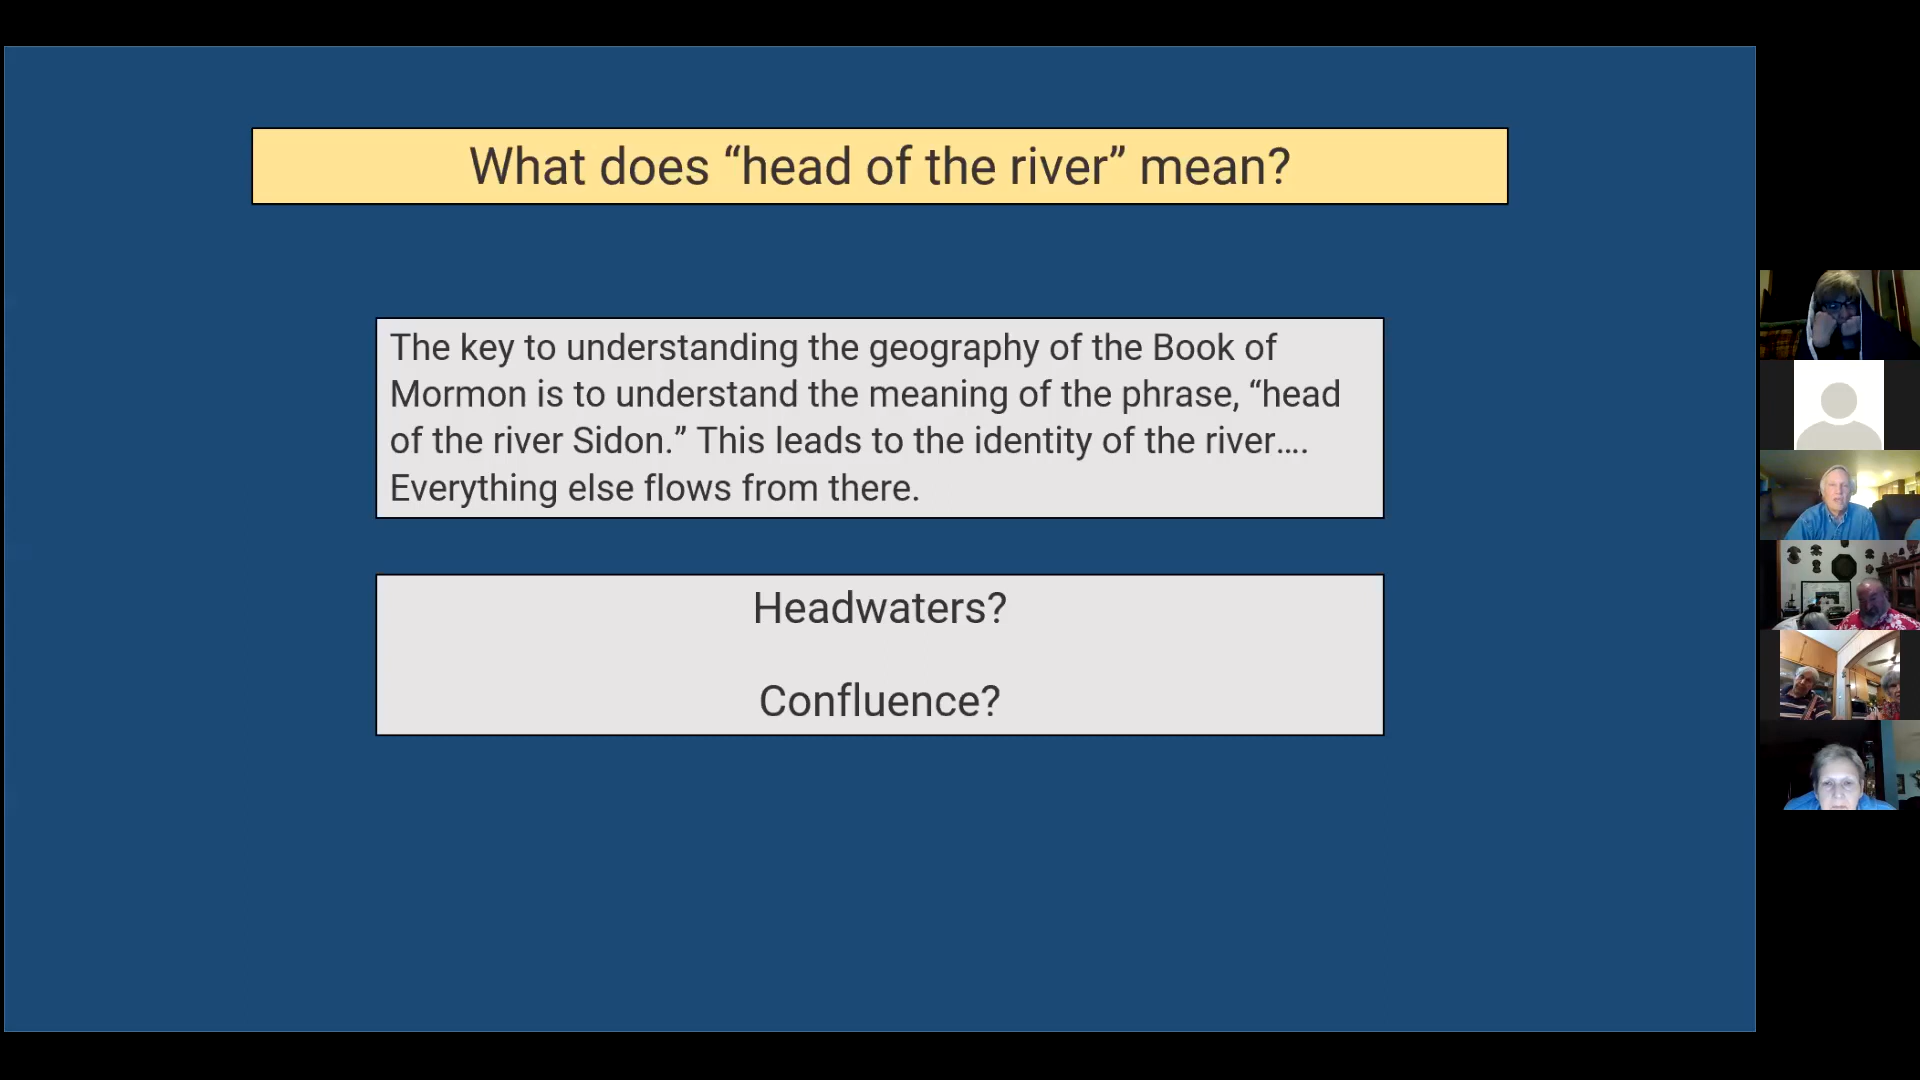 What does “head of the river” mean?
The key to understanding the geography of the Book of
Mormon is to understand the meaning of the phrase, “head
of the river Sidon.” This leads to the identity of the river....
Everything else flows from there.
Headwaters?
Confluence?